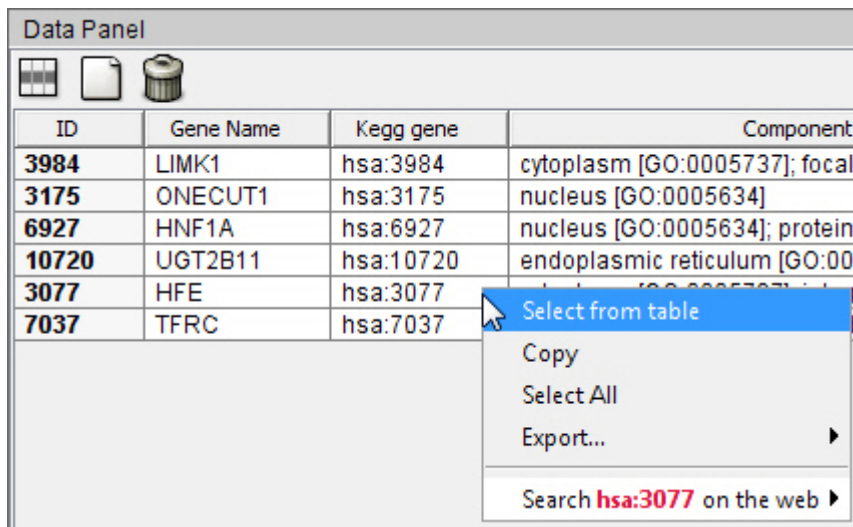 Data Panel
ID Gene Name Kegg gene Component
3984 LIMK1 hsa:3984 cytoplasm [GO:0005737]; focal
3175 ONECUT1 hsa:3175 nucleus [GO:0005634]
6927 HNF1A hsa:6927 nucleus [GO:0005634]; protein
10720 UGT2B11 hsa:10720 endoplasmic reticulum [GO:00
3077 HFE hsa:3077
7037 TFRC hsa:7037
Select from table
Copy
Select All
Export...
Search hsa:3077 on the web